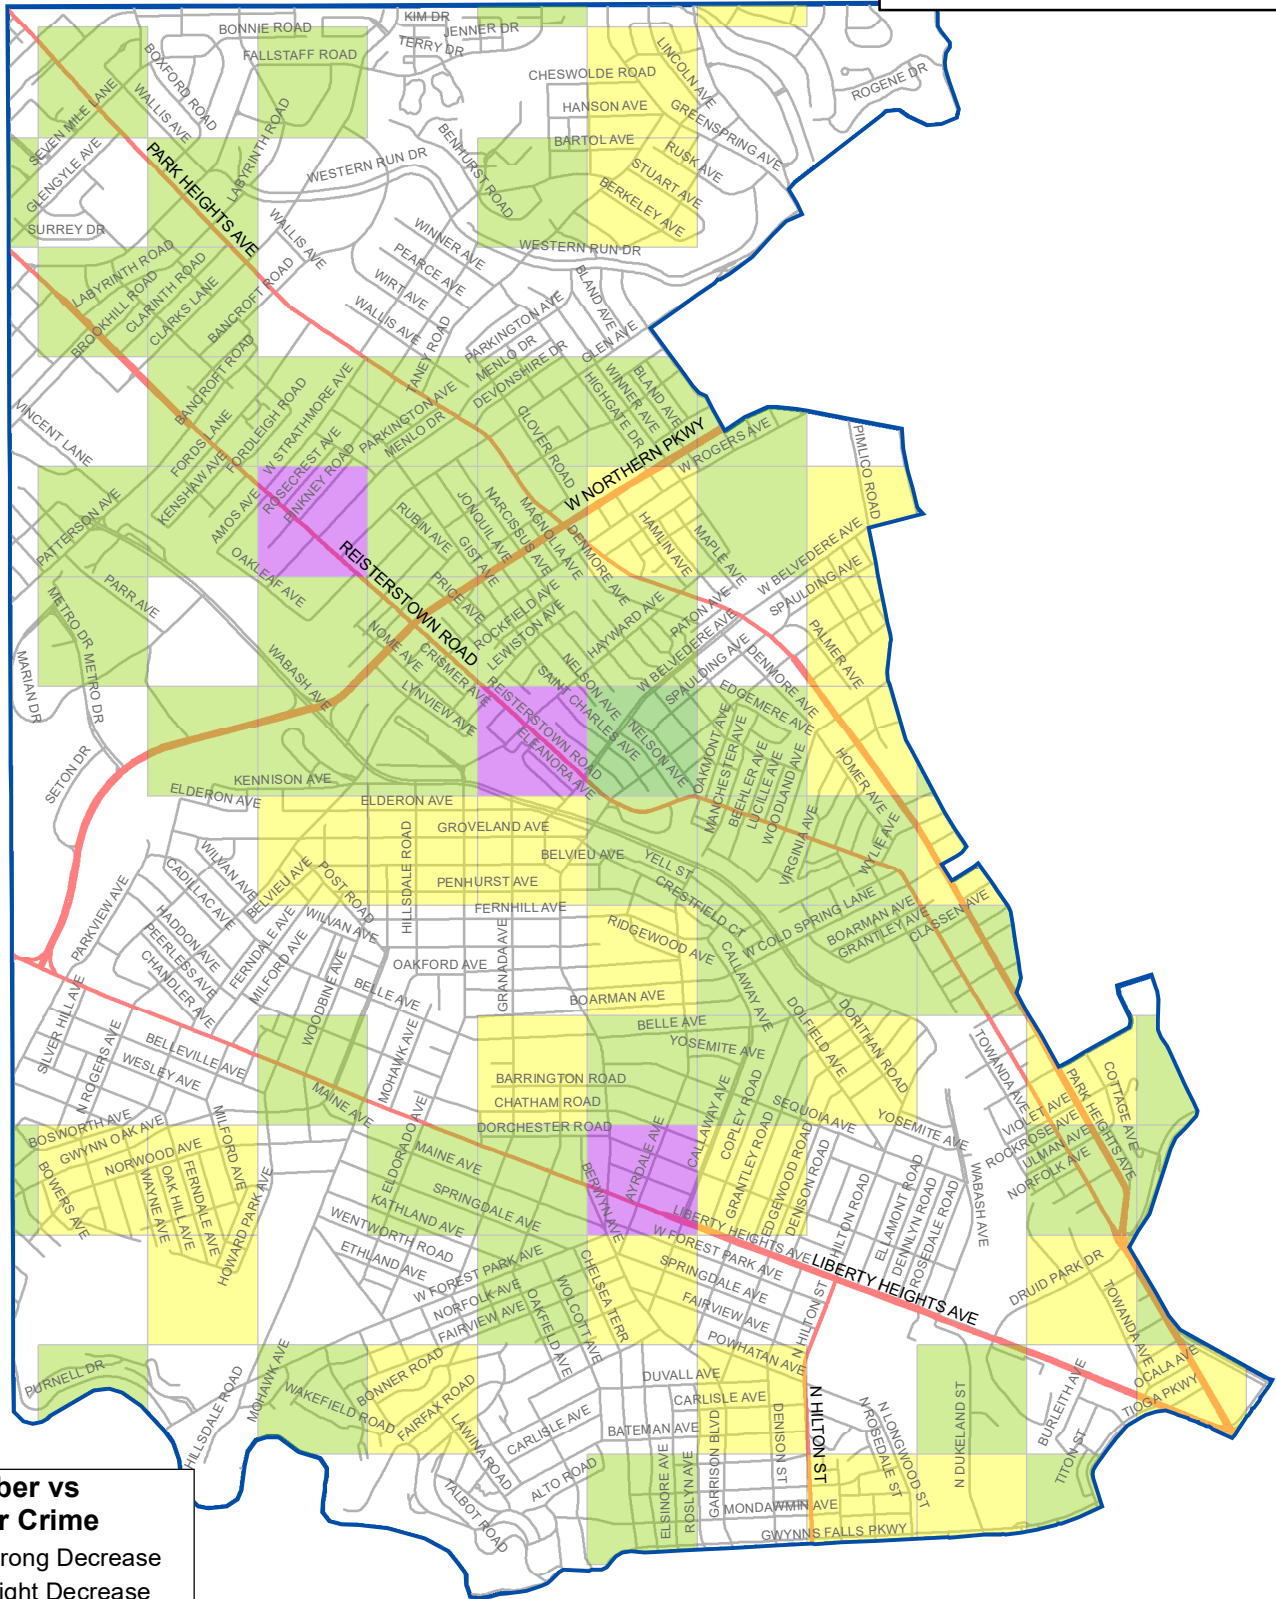 KIM DR
BONNIE ROAD
JENNER DR
TERRY DR
FALLSTAFF ROAD
LINCOLN AVE
BOXFORD ROAD
CHESWOLDE ROAD
ROGENE DR
WALLIS AVE
HANSON AVE
GREENSPRING AVE
SEVEN MILE LANE
BARTOL AVE
LABYRINTH ROAD
BENHURST ROAD
RUSK AVE
GLENGYLE AVE
PARK HEIGHTS AVE
WESTERN RUN DR
STUART AVE
BERKELEY AVE
SURREY DR
WALLIS AVE
WINNER AVE
WESTERN RUN DR
LABYRINTH ROAD
PEARCE AVE
BROOKHILL ROAD
CLARINTH ROAD
CLARKS LANE
BANCROFT ROAD
WIRT AVE
BLAND AVE
WALLIS AVE
PARKINGTON AVE
GLEN AVE
TANEY ROAD
MENLO DR
DEVONSHIRE DR
BANCROFT ROAD
WINNER AVE
BLAND AVE
HIGHGATE DR
VINCENT LANE
FORDS LANE
FORDLEIGH ROAD
W STRATHMORE AVE
PARKINGTON AVE
MENLO DR
CLOVER ROAD
W NORTHERN PKWY
W ROGERS AVE
PIMLICO ROAD
KENSHAW AVE
ROSECREST AVE
PINKNEY ROAD
AMOS AVE
PATTERSON AVE
RUBIN AVE
JONQUIL AVE
NARCISSUS AVE
MAGNOLIA AVE
HAMLIN AVE
MAPLE AVE
GIST AVE
DENMORE AVE
W BELVEDERE AVE
SPAULDING AVE
OAKLEAF AVE
REISTERSTOWN ROAD
PARR AVE
METRO DR
PRICE AVE
ROCKFIELD AVE
LEWISTON AVE
HAYWARD AVE
PATON AVE
W BELVEDERE AVE
SPAULDING AVE
PALMER AVE
DENMORE AVE
MARIAN DR
METRO DR
WABASH AVE
NOME AVE
CRISMER AVE
LYNVIEW AVE
REISTERSTOWN ROAD
NELSON AVE
SAINT CHARLES AVE
EDGEMERE AVE
ELEANORA AVE
NELSON AVE
OAKMONT AVE
MANCHESTER AVE
BEEHLER AVE
LUCILLE AVE
WOODLAND AVE
HOMER AVE
SETON DR
KENNISON AVE
ELDERON AVE
ELDERON AVE
GROVELAND AVE
VIRGINIA AVE
WYLIE AVE
WILVAN AVE
CADILLAC AVE
BELVIEU AVE
POST ROAD
HILLSDALE ROAD
BELVIEU AVE
YELL ST
CRESTFIELD CT
PENHURST AVE
PARKVIEW AVE
HADDON AVE
PEERLESS AVE
CHANDLER AVE
FERNDALE AVE
MILFORD AVE
WILVAN AVE
FERNHILL AVE
RIDGEWOOD AVE
W COLD SPRING LANE
BOARMAN AVE
GRANTLEY AVE
CLASSEN AVE
OAKFORD AVE
GRANADA AVE
CALLAWAY AVE
WOODBINE AVE
BELLE AVE
BOARMAN AVE
SILVER HILL AVE
N ROGERS AVE
BELLEVILLE AVE
WESLEY AVE
MOHAWK AVE
BELLE AVE
YOSEMITE AVE
DOLFIELD AVE
DORITHAN ROAD
TOWANDA AVE
BARRINGTON ROAD
CHATHAM ROAD
DORCHESTER ROAD
PARK HEIGHTS AVE
COTTAGE AVE
MAINE AVE
MILFORD AVE
ELDORADO AVE
CALLAWAY AVE
COPLEY ROAD
SEQUOIA AVE
YOSEMITE AVE
VIOLET AVE
ROCKROSE AVE
ULMAN AVE
NORFOLK AVE
BOSWORTH AVE
GWYNN OAK AVE
NORWOOD AVE
BOWERS AVE
WAYNE AVE
OAK HILL AVE
FERNDALE AVE
HOWARD PARK AVE
MAINE AVE
SPRINGDALE AVE
KATHLAND AVE
WENTWORTH ROAD
ETHLAND AVE
AYRDALE AVE
BERWYN AVE
GRANTLEY ROAD
EDGEWOOD ROAD
DENISON ROAD
HILTON ROAD
ELLAMONT ROAD
DENNLYN ROAD
ROSEDALE ROAD
WABASH AVE
LIBERTY HEIGHTS AVE
W FOREST PARK AVE
W FOREST PARK AVE
NORFOLK AVE
FAIRVIEW AVE
OAKFIELD AVE
WOLCOTT AVE
CHELSEA TERR
SPRINGDALE AVE
FAIRVIEW AVE
POWHATAN AVE
N HILTON ST
LIBERTY HEIGHTS AVE
DRUID PARK DR
TOWANDA AVE
OCALA AVE
TIOGA PKWY
PURNELL DR
HILLSDALE ROAD
MOHAWK AVE
WAKEFIELD ROAD
BONNER ROAD
FAIRFAX ROAD
LAWINA ROAD
CARLISLE AVE
ALTO ROAD
TALBOT ROAD
DUVALL AVE
CARLISLE AVE
BATEMAN AVE
ELSINORE AVE
ROSLYN AVE
GARRISON BLVD
DENISON ST
N HILTON ST
N ROSEDALE ST
N LONGWOOD ST
N DUKELAND ST
BURLEITH AVE
TITON ST
MONDAWMIN AVE
GWYNNS FALLS PKWY
ber vs
r Crime
rong Decrease
ight Decrease